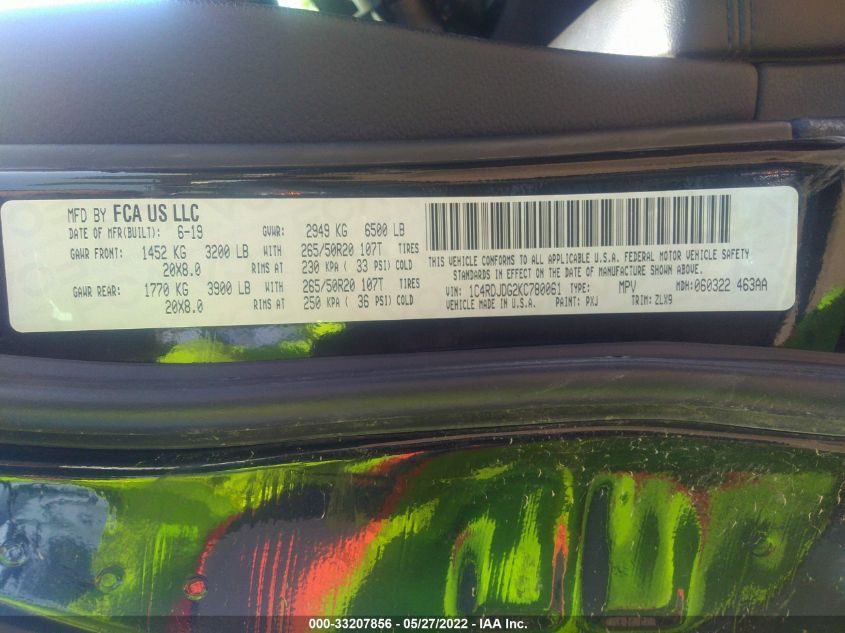 MFD BY FCA US LLC
DATE OF MFR(BUILT): 6-19 GVWR: 2949 KG 6500 LB
GAWR FRONT: 1452 KG 3200 LB WITH 265/50R20 107T TIRES
20X8.0 RIMS AT 230 KPA ( 33 PSI) COLD
GAWR REAR: 1770 KG 3900 LB WITH 265/50R20 107T TIRES
20X8.0 RIMS AT 250 KPA ( 36 PSI) COLD
THIS VEHICLE CONFORMS TO ALL APPLICABLE U.S.A. FEDERAL MOTOR VEHICLE SAFETY
STANDARDS IN EFFECT ON THE DATE OF MANUFACTURE SHOWN ABOVE.
VIN: 1C4RDJDG2KC780061 TYPE: MPV MDH: 060322 463AA
VEHICLE MADE IN U.S.A. PAINT: PXJ TRIM: ZLX9
000-33207856 - 05/27/2022 - IAA Inc.